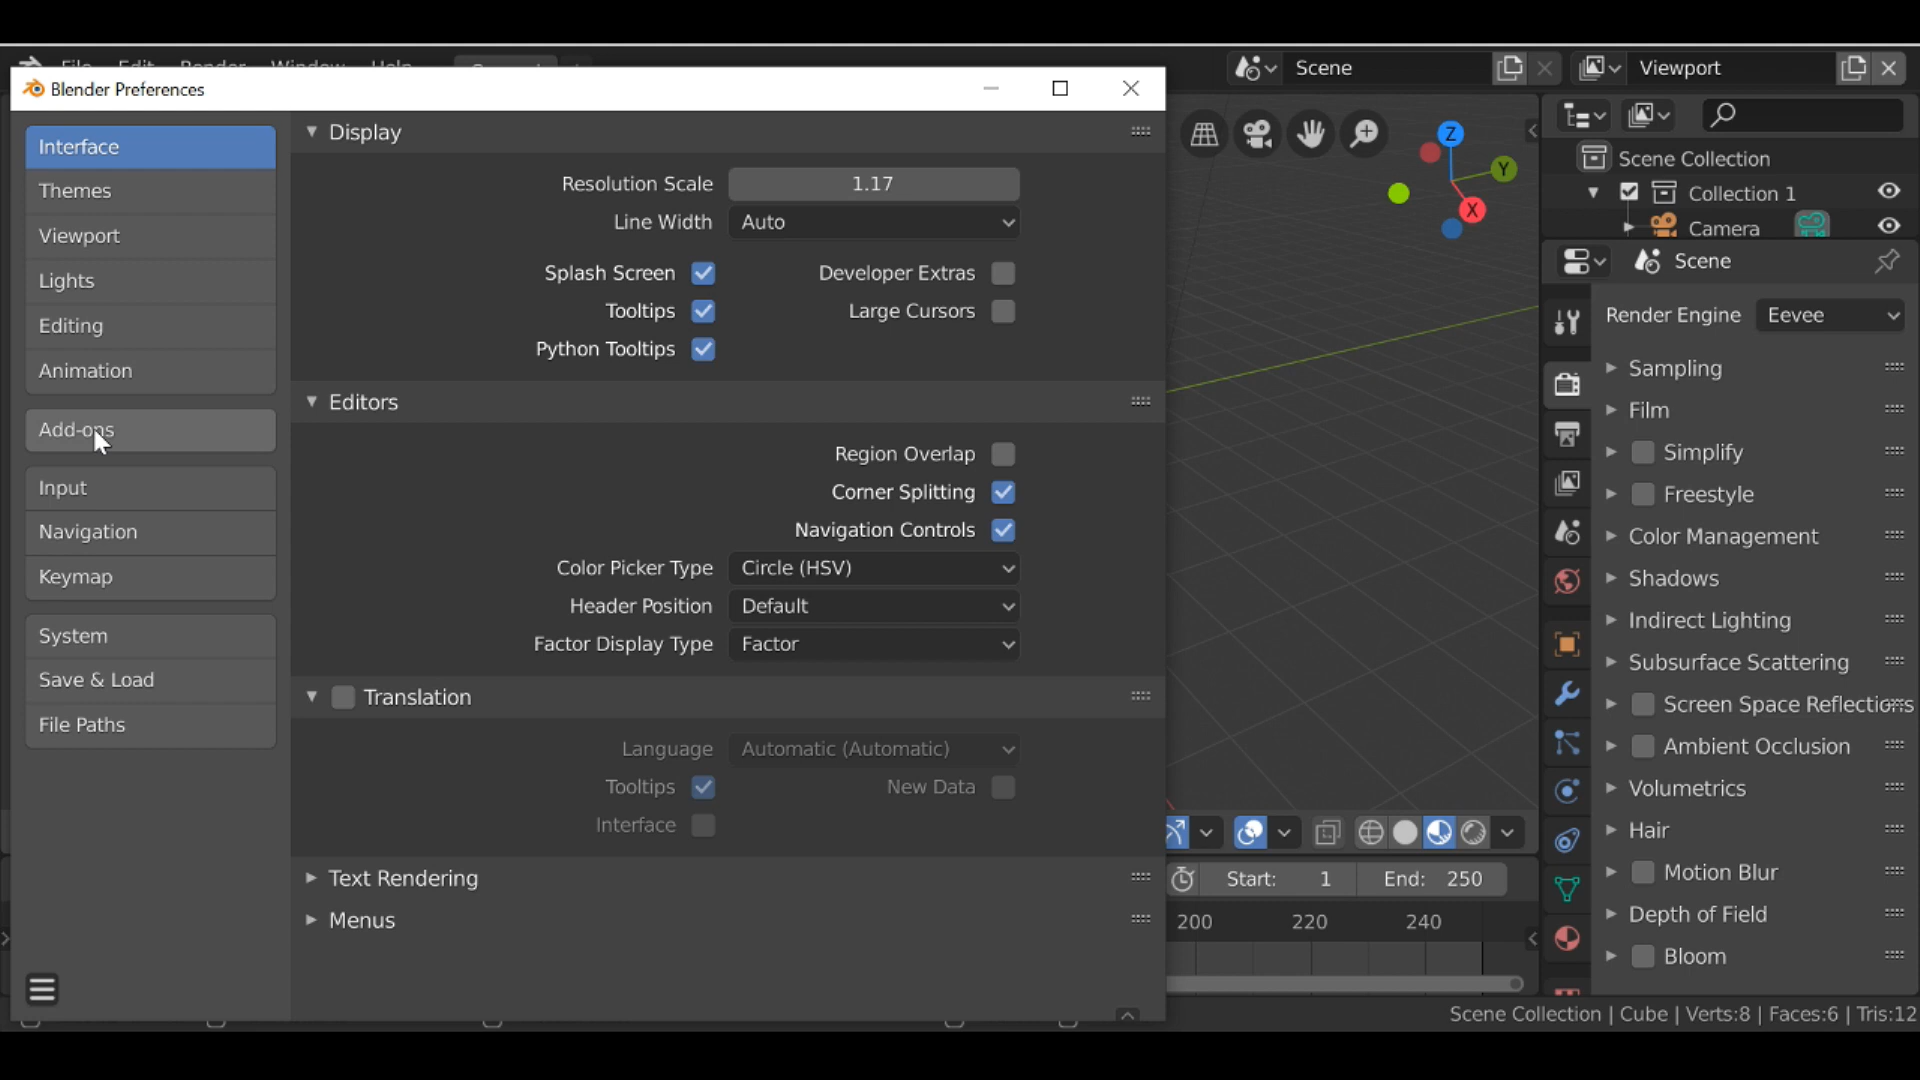 File Edit Render Window Help
Scene
Viewport
Blender Preferences
Interface
Themes
Viewport
Lights
Editing
Animation
Add-ons
Input
Navigation
Keymap
System
Save & Load
File Paths
Display
Resolution Scale 1.17
Line Width Auto
Splash Screen Developer Extras
Tooltips Large Cursors
Python Tooltips
Editors
Region Overlap
Corner Splitting
Navigation Controls
Color Picker Type Circle (HSV)
Header Position Default
Factor Display Type Factor
Translation
Language Automatic (Automatic)
Tooltips New Data
Interface
Text Rendering
Menus
Z
Y
X
Start: 1 End: 250
200 220 240
Scene Collection
Collection 1
Camera
Scene
Render Engine Eevee
Sampling
Film
Simplify
Freestyle
Color Management
Shadows
Indirect Lighting
Subsurface Scattering
Screen Space Reflections
Ambient Occlusion
Volumetrics
Hair
Motion Blur
Depth of Field
Bloom
Scene Collection | Cube | Verts:8 | Faces:6 | Tris:12